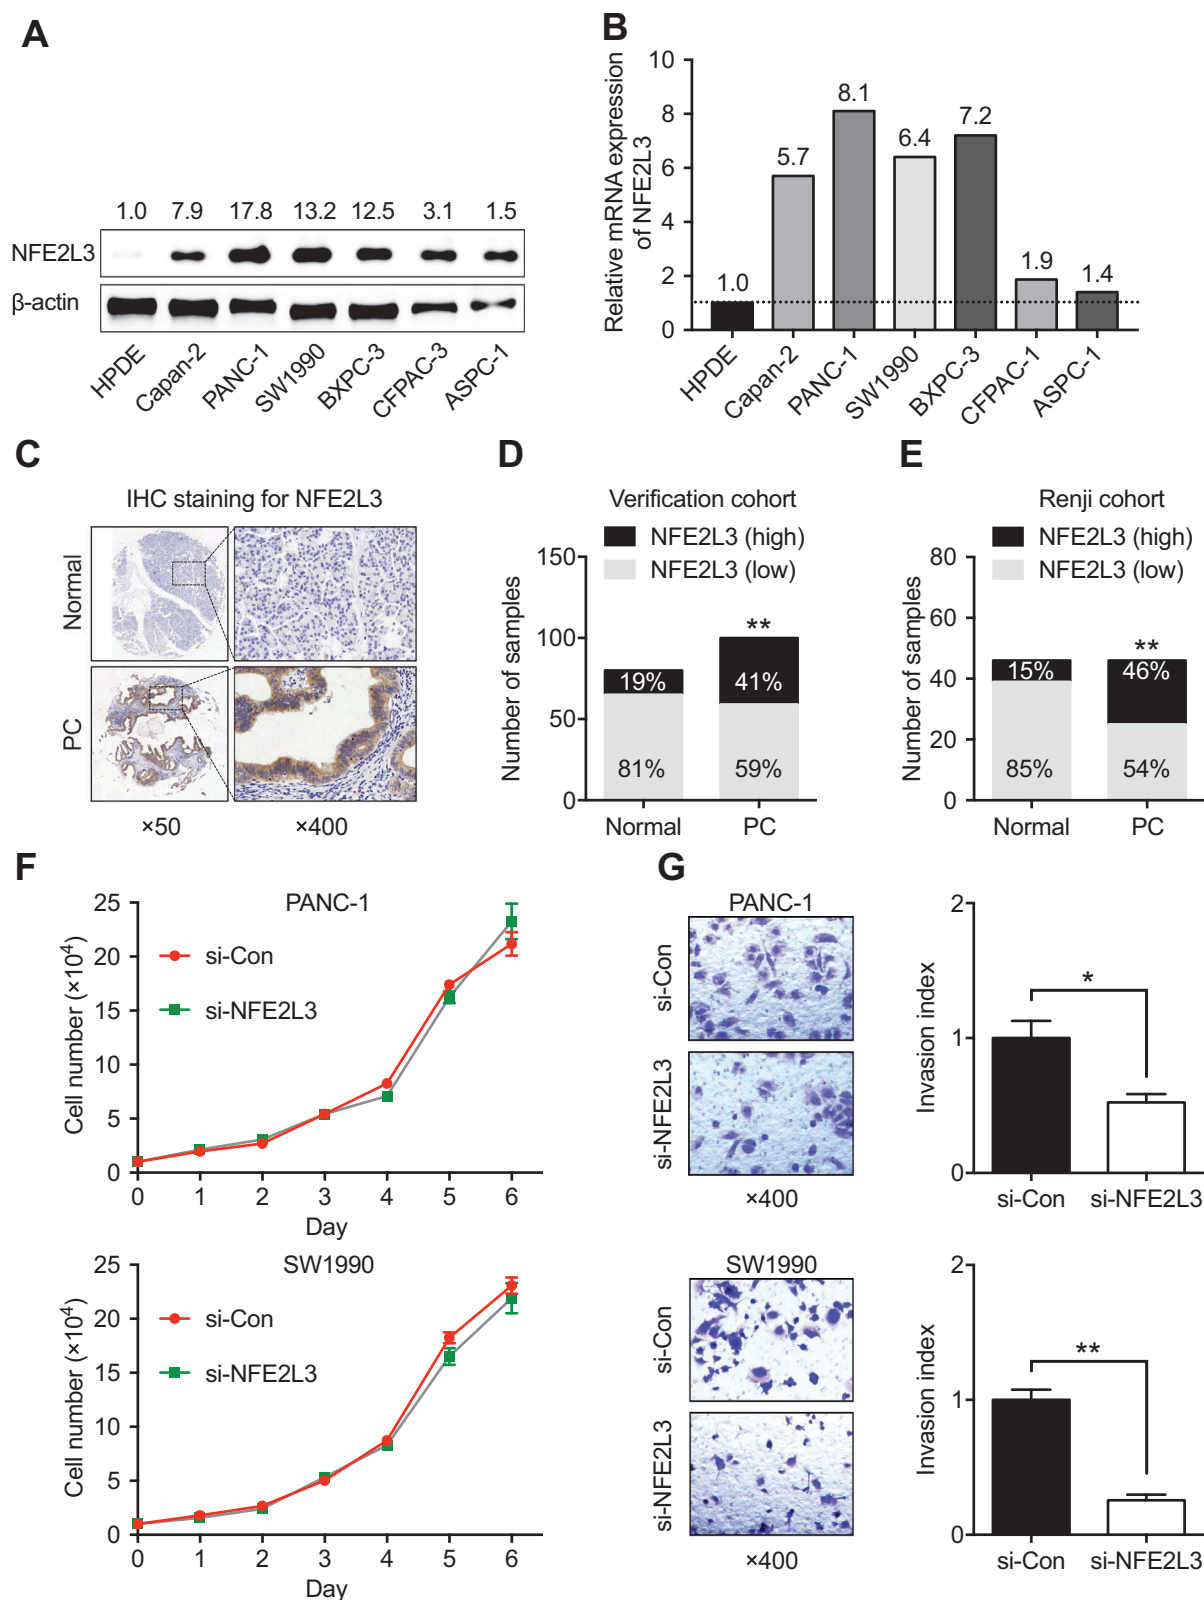 A
1.0 7.9 17.8 13.2 12.5 3.1 1.5
NFE2L3
β-actin
HPDE Capan-2 PANC-1 SW1990 BXPC-3 CFPAC-3 ASPC-1
B
Relative mRNA expression
of NFE2L3
10
8
6
4
2
0
1.0 5.7 8.1 6.4 7.2 1.9 1.4
HPDE Capan-2 PANC-1 SW1990 BXPC-3 CFPAC-1 ASPC-1
C
IHC staining for NFE2L3
Normal
PC
×50 ×400
D
Verification cohort
NFE2L3 (high)
NFE2L3 (low)
Number of samples
150
100
50
0
**
19% 41%
81% 59%
Normal PC
E
Renji cohort
NFE2L3 (high)
NFE2L3 (low)
Number of samples
80
60
40
20
0
**
15% 46%
85% 54%
Normal PC
F
PANC-1
si-Con
si-NFE2L3
Cell number (×10⁴)
25
20
15
10
5
0
0 1 2 3 4 5 6
Day
SW1990
si-Con
si-NFE2L3
Cell number (×10⁴)
25
20
15
10
5
0
0 1 2 3 4 5 6
Day
G
PANC-1
si-Con
si-NFE2L3
×400
Invasion index
2
1
0
*
si-Con si-NFE2L3
SW1990
si-Con
si-NFE2L3
×400
Invasion index
2
1
0
**
si-Con si-NFE2L3